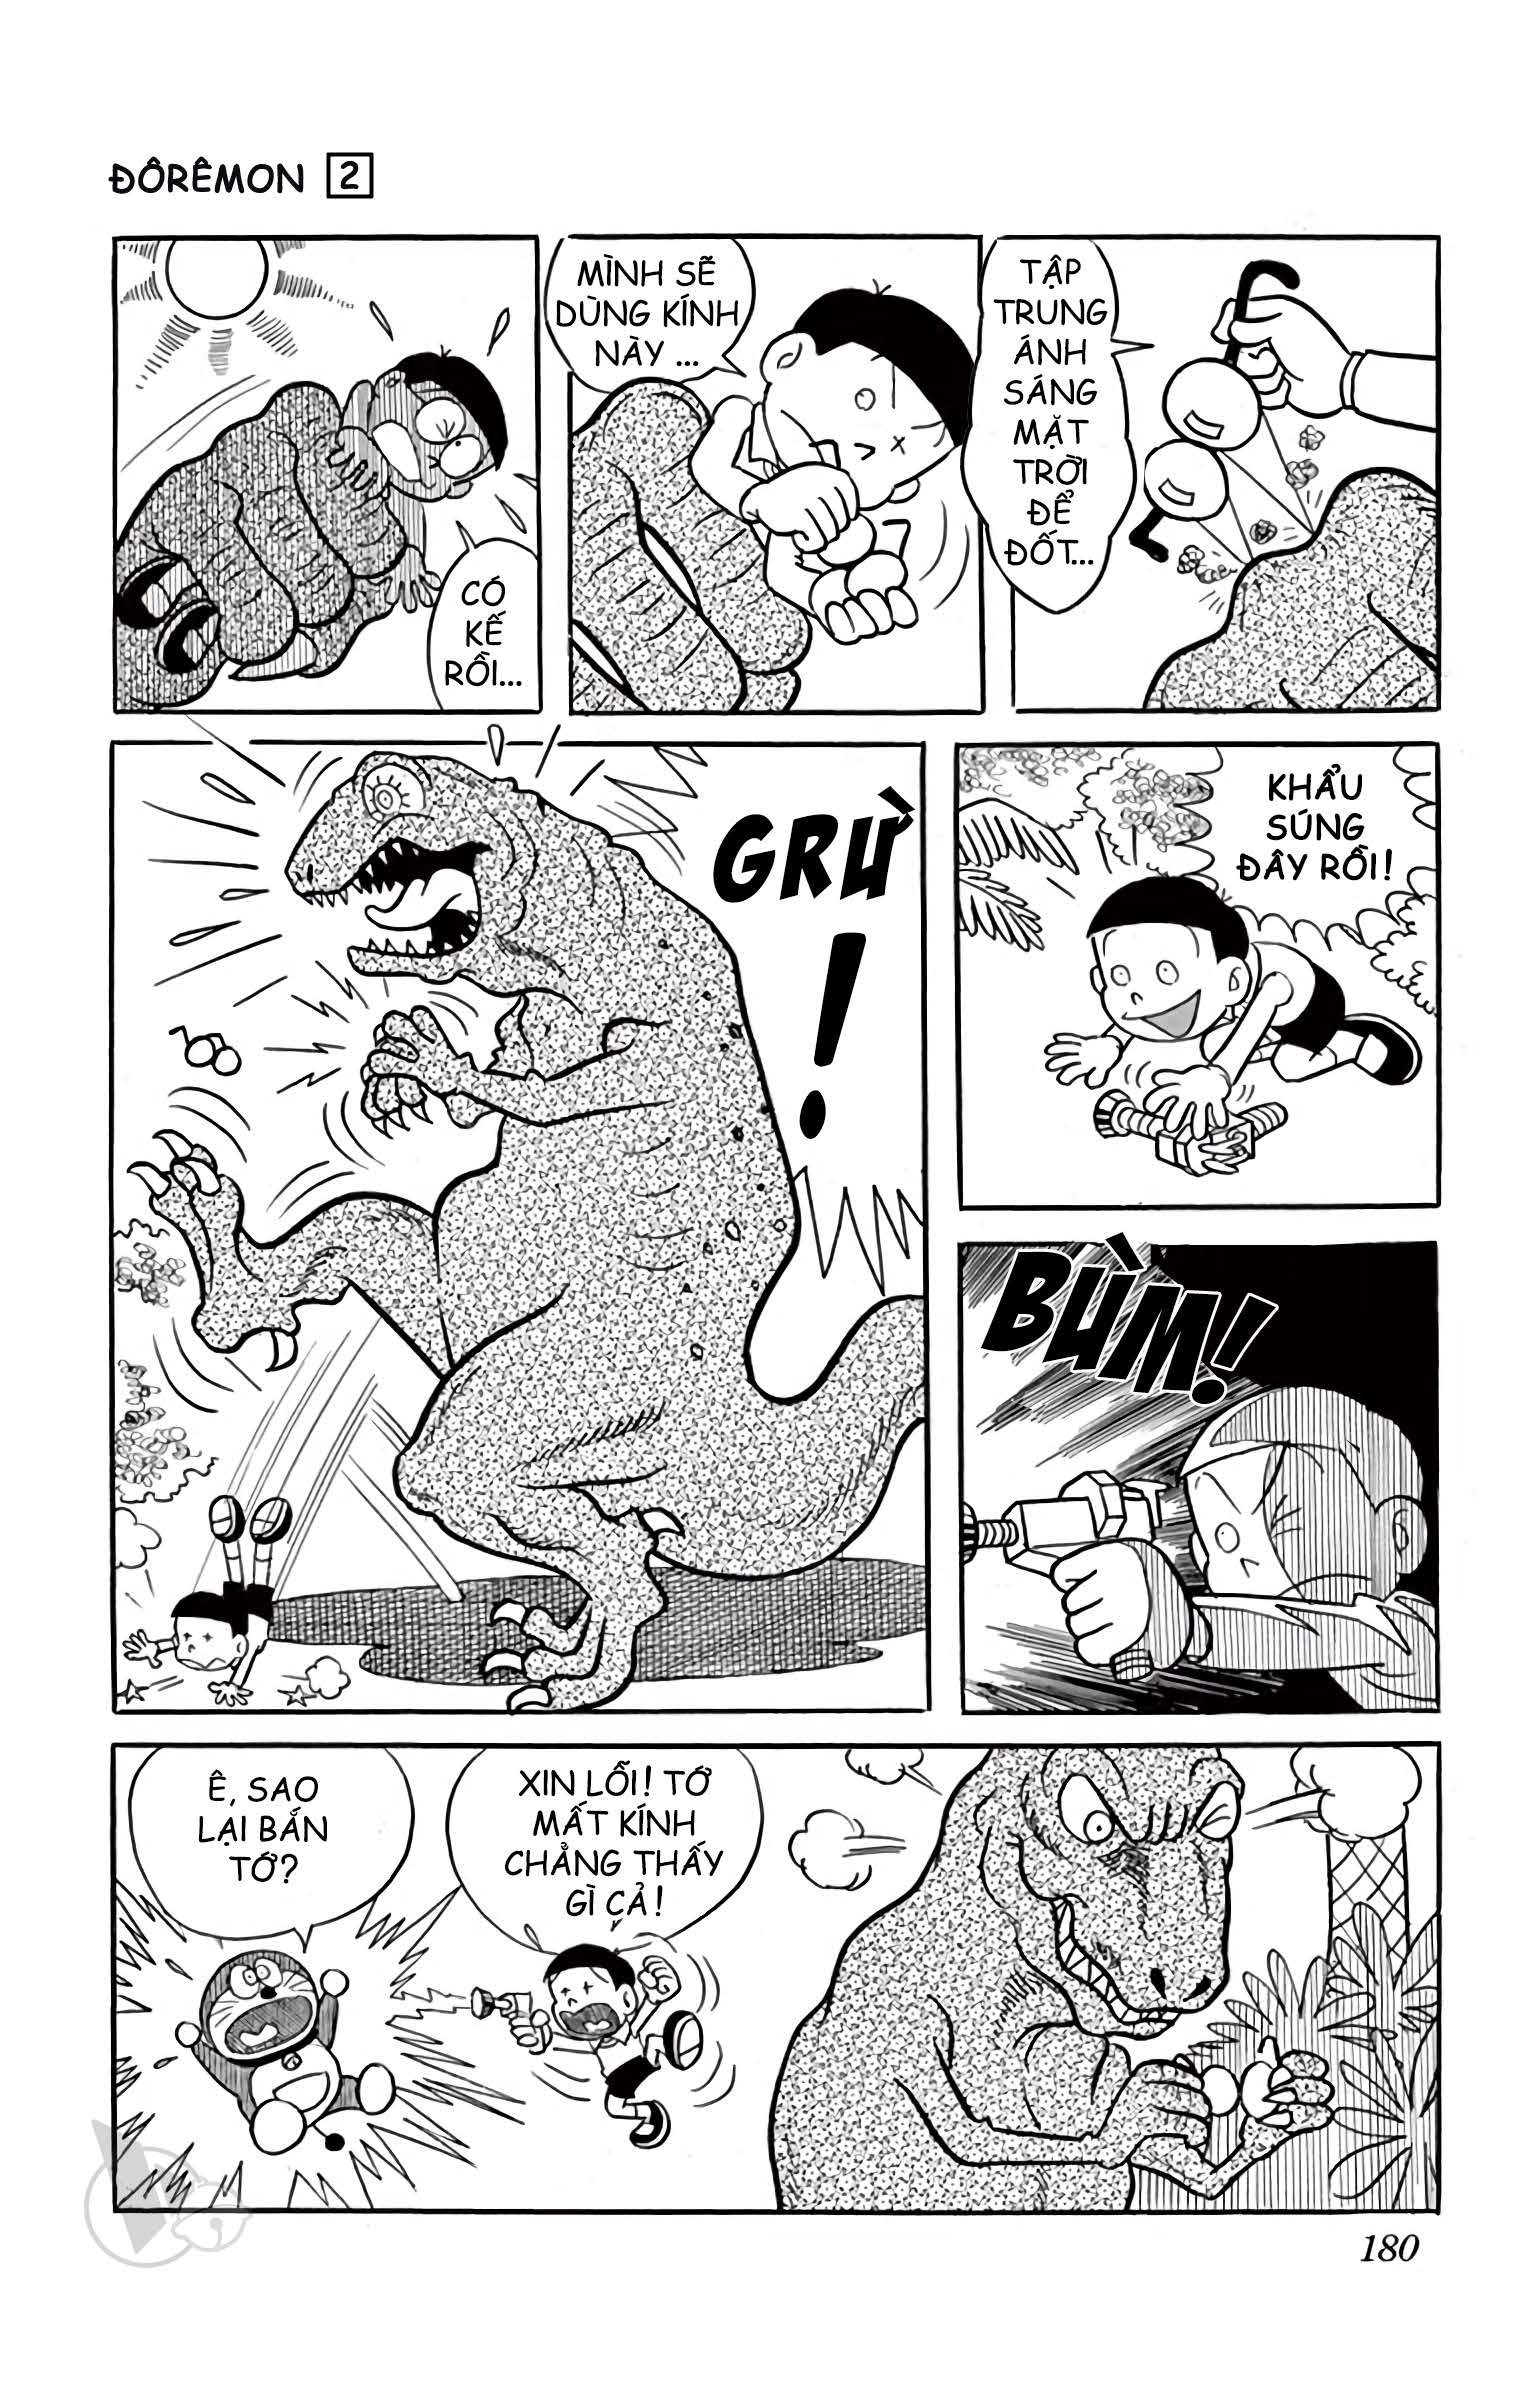 ĐÔRÊMON 2
CÓ
KẾ
RỒI...
MÌNH SẼ
DÙNG KÍNH
NÀY ...
TẬP
TRUNG
ÁNH
SÁNG
MẶT
TRỜI
ĐỂ
ĐỐT...
GRỪ
!
KHẨU
SÚNG
ĐÂY RỒI!
BÙM!
Ê, SAO
LẠI BẮN
TỚ?
XIN LỖI! TỚ
MẤT KÍNH
CHẲNG THẤY
GÌ CẢ!
180